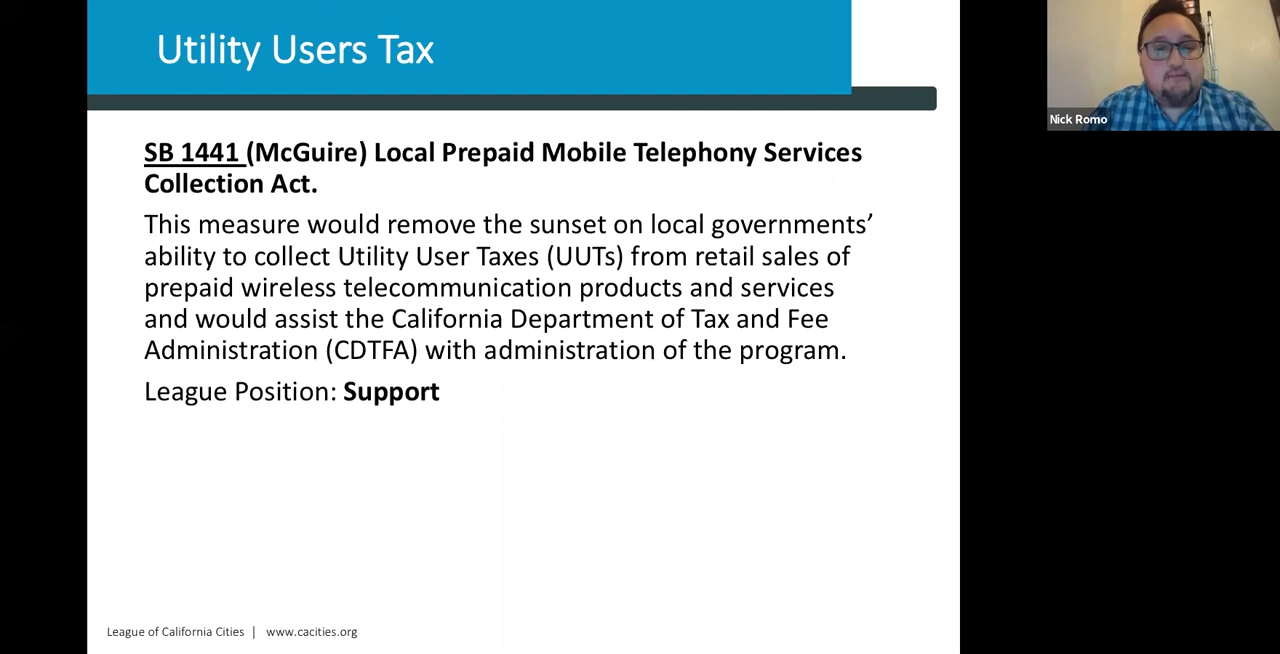 Utility Users Tax
SB 1441 (McGuire) Local Prepaid Mobile Telephony Services
Collection Act.
This measure would remove the sunset on local governments’
ability to collect Utility User Taxes (UUTs) from retail sales of
prepaid wireless telecommunication products and services
and would assist the California Department of Tax and Fee
Administration (CDTFA) with administration of the program.
League Position: Support
League of California Cities | www.cacities.org
Nick Romo